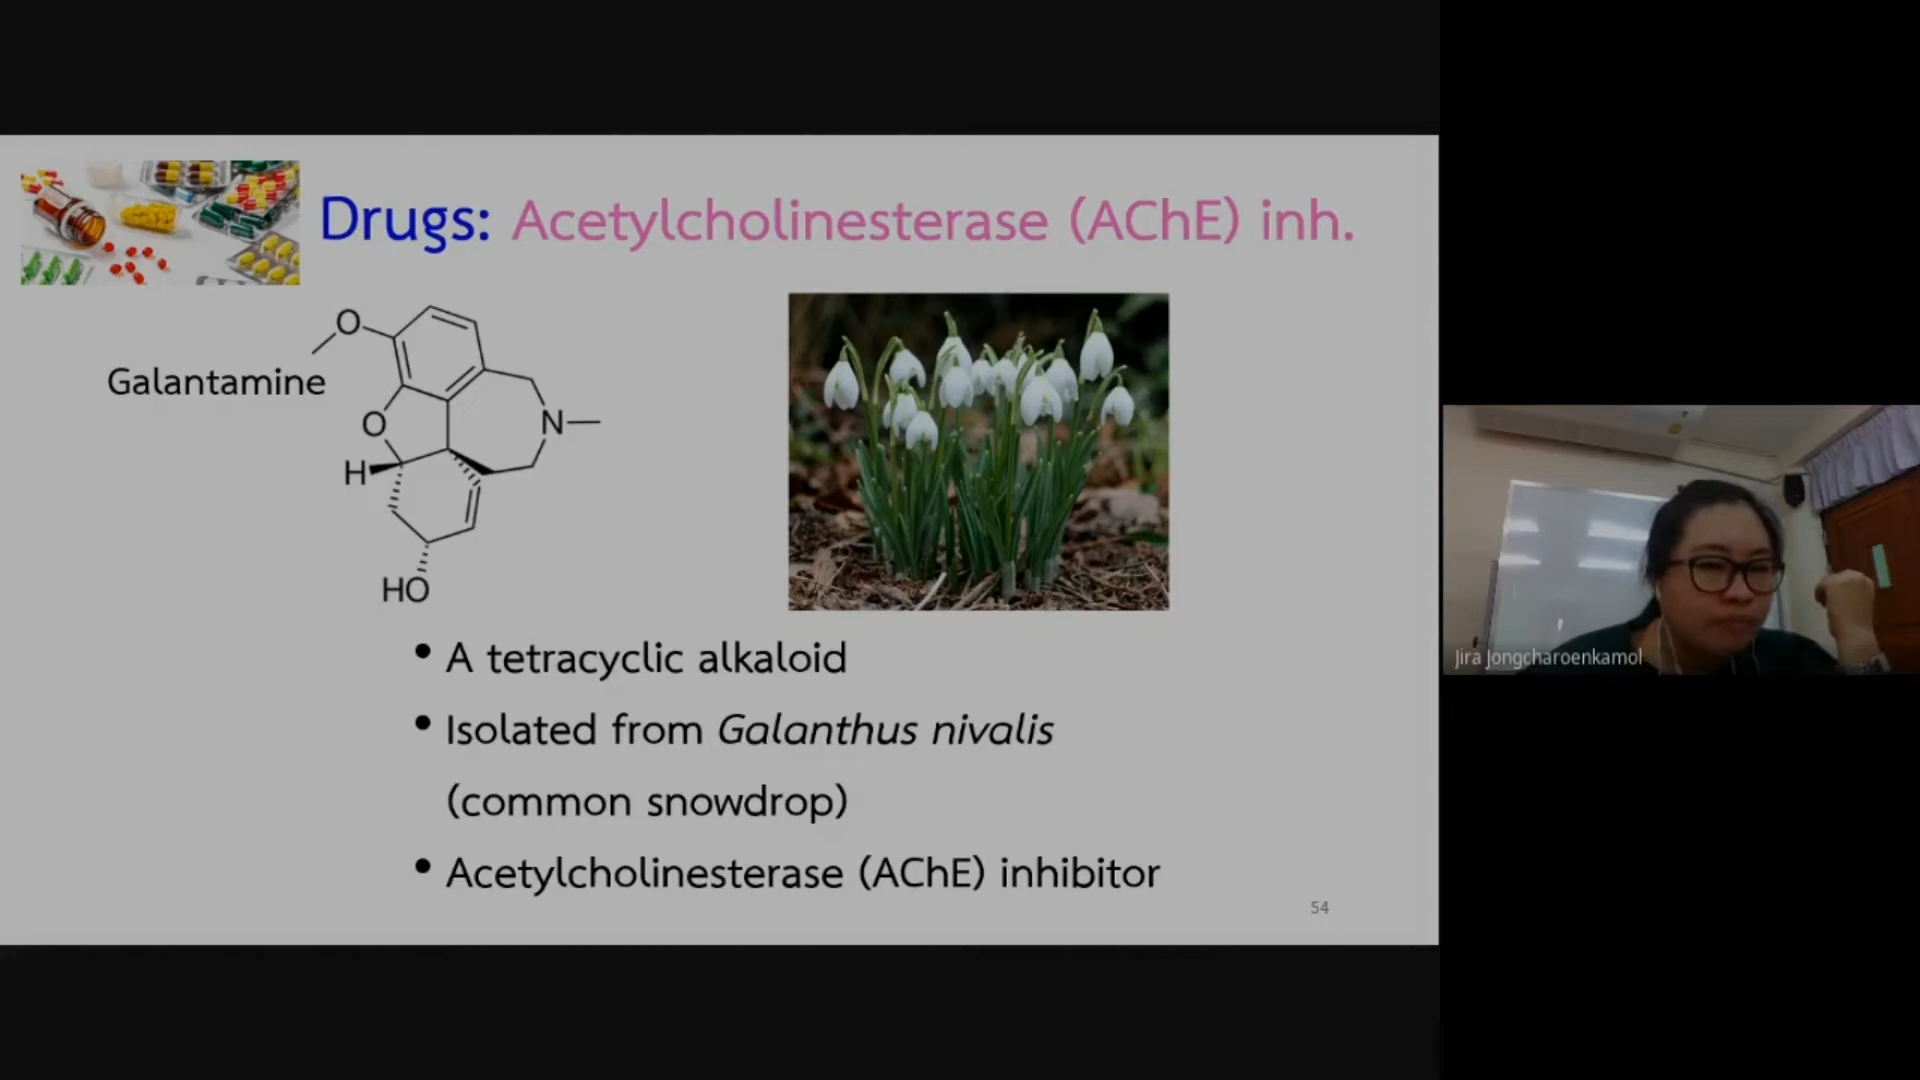 Drugs: Acetylcholinesterase (AChE) inh.
O
Galantamine
O
N
H
HO
• A tetracyclic alkaloid
• Isolated from Galanthus nivalis
(common snowdrop)
• Acetylcholinesterase (AChE) inhibitor
54
Jira Jongcharoenkamol